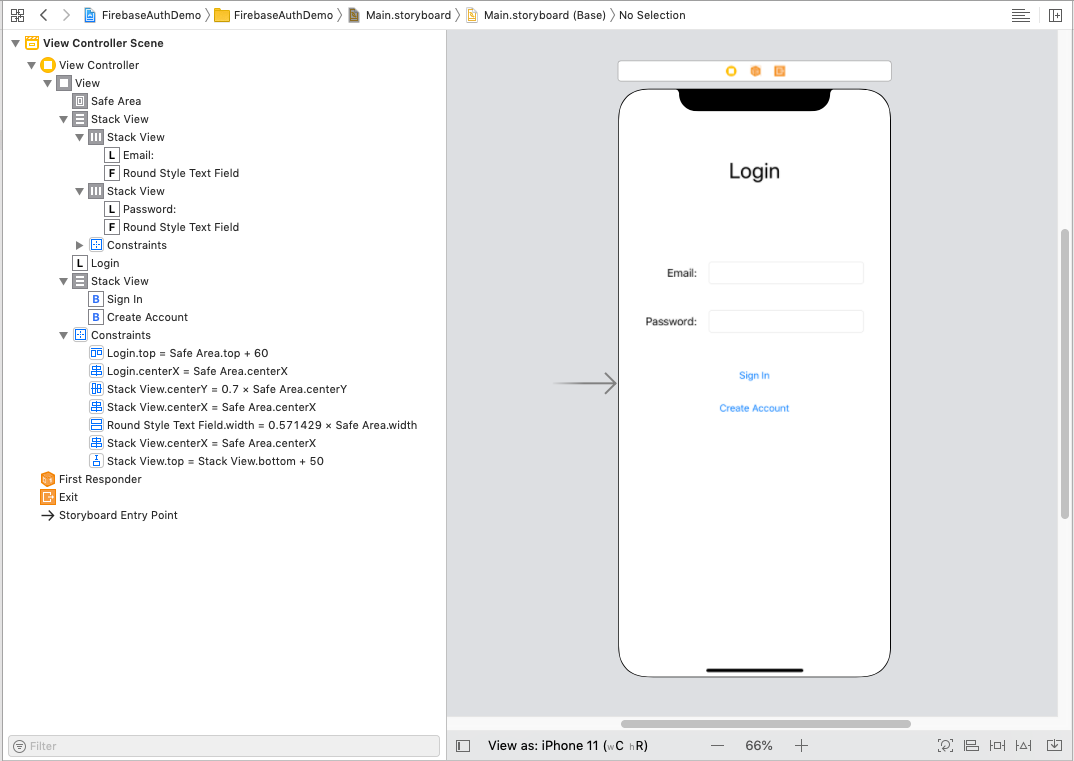 FirebaseAuthDemo FirebaseAuthDemo Main.storyboard Main.storyboard (Base) No Selection
View Controller Scene
View Controller
View
Safe Area
Stack View
Stack View
L Email:
F Round Style Text Field
Stack View
L Password:
F Round Style Text Field
Constraints
L Login
Stack View
B Sign In
B Create Account
Constraints
Login.top = Safe Area.top + 60
Login.centerX = Safe Area.centerX
Stack View.centerY = 0.7 × Safe Area.centerY
Stack View.centerX = Safe Area.centerX
Round Style Text Field.width = 0.571429 × Safe Area.width
Stack View.centerX = Safe Area.centerX
Stack View.top = Stack View.bottom + 50
First Responder
Exit
Storyboard Entry Point
Filter
Login
Email:
Password:
Sign In
Create Account
View as: iPhone 11 (wC hR) — 66% +